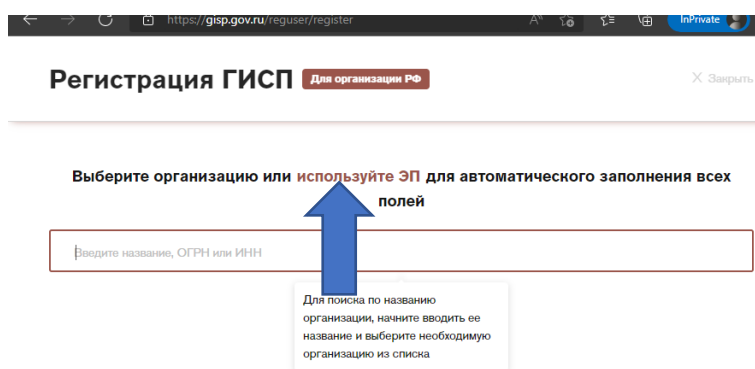 https://gisp.gov.ru/reguser/register
InPrivate
Регистрация ГИСП Для организации РФ
Закрыть
Выберите организацию или используйте ЭП для автоматического заполнения всех
полей
Введите название, ОГРН или ИНН
Для поиска по названию
организации, начните вводить ее
название и выберите необходимую
организацию из списка